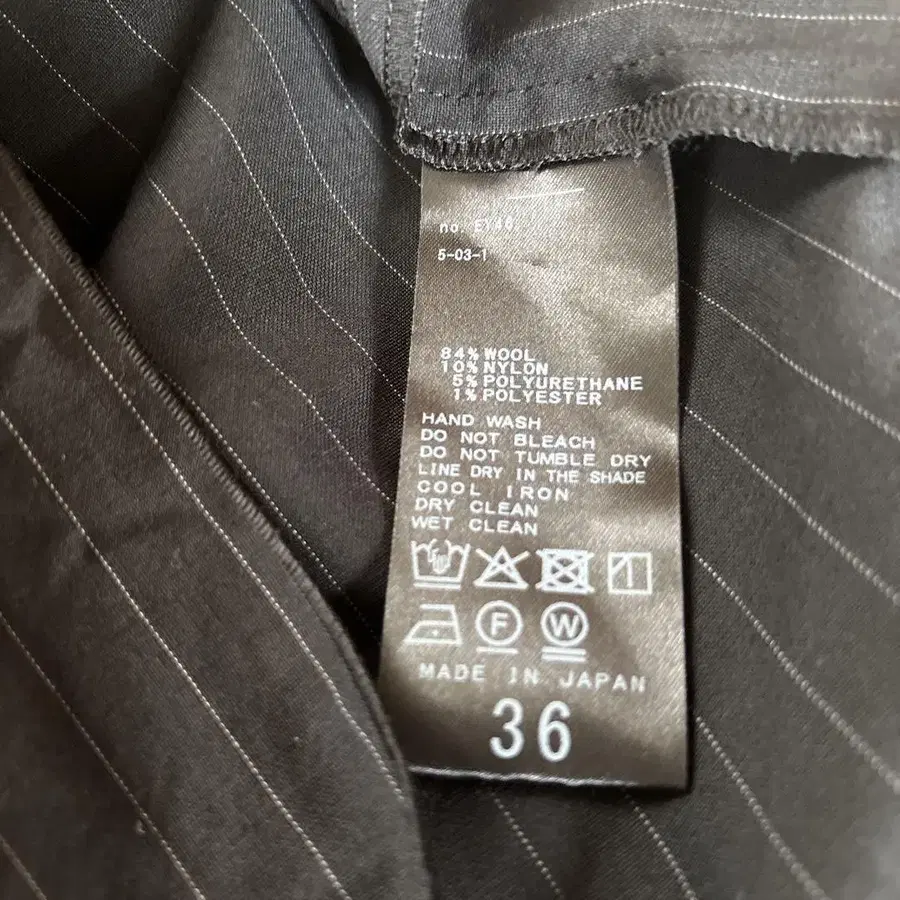 no.
5-03-1
84% WOOL
10% NYLON
5% POLYURETHANE
1% POLYESTER
HAND WASH
DO NOT BLEACH
DO NOT TUMBLE DRY
LINE DRY IN THE SHADE
COOL IRON
DRY CLEAN
WET CLEAN
F W
MADE IN JAPAN
36